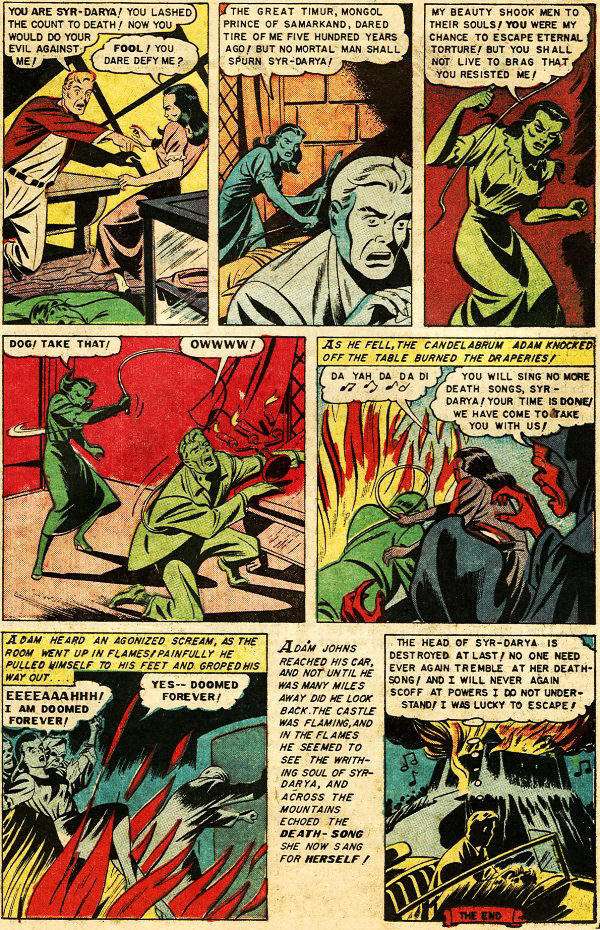 YOU ARE SYR-DARYA! YOU LASHED
THE COUNT TO DEATH! NOW YOU
WOULD DO YOUR
EVIL AGAINST
ME!
FOOL! YOU
DARE DEFY ME?
THE GREAT TIMUR, MONGOL
PRINCE OF SAMARKAND, DARED
TIRE OF ME FIVE HUNDRED YEARS
AGO! BUT NO MORTAL MAN SHALL
SPURN SYR-DARYA!
MY BEAUTY SHOOK MEN TO
THEIR SOULS! YOU WERE MY
CHANCE TO ESCAPE ETERNAL
TORTURE! BUT YOU SHALL
NOT LIVE TO BRAG THAT
YOU RESISTED ME!
DOG! TAKE THAT!
OWWWW!
AS HE FELL, THE CANDELABRUM ADAM KNOCKED
OFF THE TABLE BURNED THE DRAPERIES!
DA YAH DA DA DI
YOU WILL SING NO MORE
DEATH SONGS, SYR-
DARYA! YOUR TIME IS DONE!
WE HAVE COME TO TAKE
YOU WITH US!
ADAM HEARD AN AGONIZED SCREAM, AS THE
ROOM WENT UP IN FLAMES! PAINFULLY HE
PULLED HIMSELF TO HIS FEET AND GROPED HIS
WAY OUT...
EEEEEAAAHHH!
I AM DOOMED
FOREVER!
YES-- DOOMED
FOREVER!
ADAM JOHNS
REACHED HIS CAR,
AND NOT UNTIL HE
WAS MANY MILES
AWAY DID HE LOOK
BACK. THE CASTLE
WAS FLAMING, AND
IN THE FLAMES
HE SEEMED TO
SEE THE WRITH-
ING SOUL OF SYR-
DARYA, AND
ACROSS THE
MOUNTAINS
ECHOED THE
DEATH-SONG
SHE NOW SANG
FOR HERSELF!
THE HEAD OF SYR-DARYA IS
DESTROYED AT LAST! NO ONE NEED
EVER AGAIN TREMBLE AT HER DEATH-
SONG! AND I WILL NEVER AGAIN
SCOFF AT POWERS I DO NOT UNDER-
STAND! I WAS LUCKY TO ESCAPE!
THE END